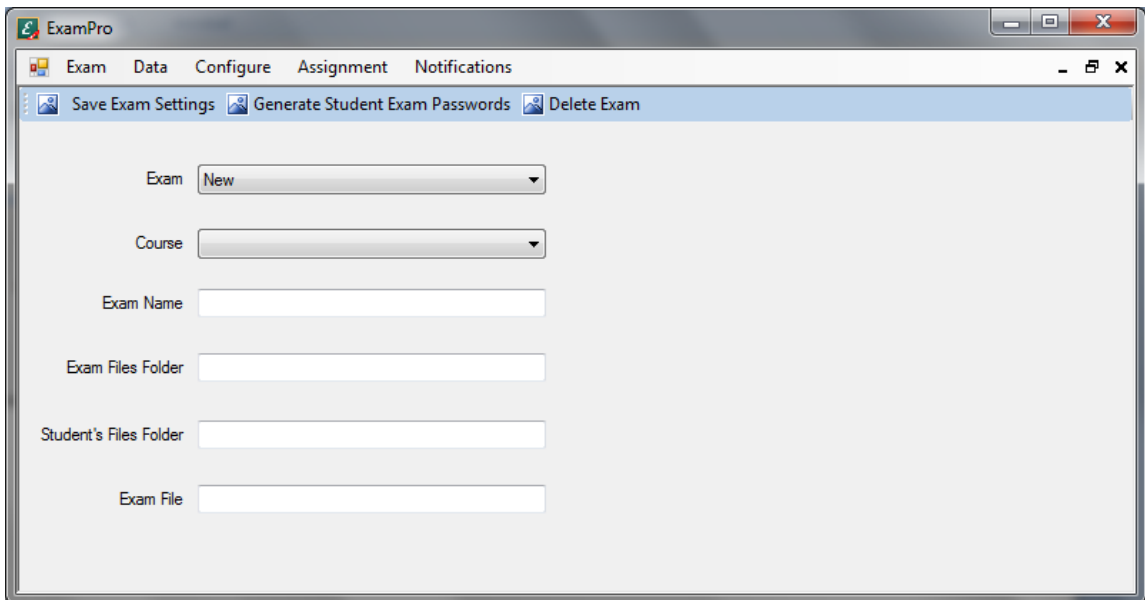 ExamPro
Exam Data Configure Assignment Notifications
Save Exam Settings Generate Student Exam Passwords Delete Exam
Exam New
Course
Exam Name
Exam Files Folder
Student's Files Folder
Exam File